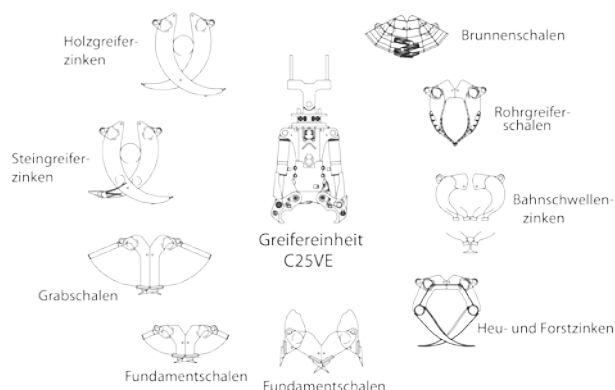 Holzgreifer-
zinken
Steingreifer-
zinken
Grabschalen
Fundamentschalen
Fundamentschalen
Greifereinheit
C25VE
Brunnenschalen
Rohrgreifer-
schalen
Bahnschwellen-
zinken
Heu- und Forstzinken